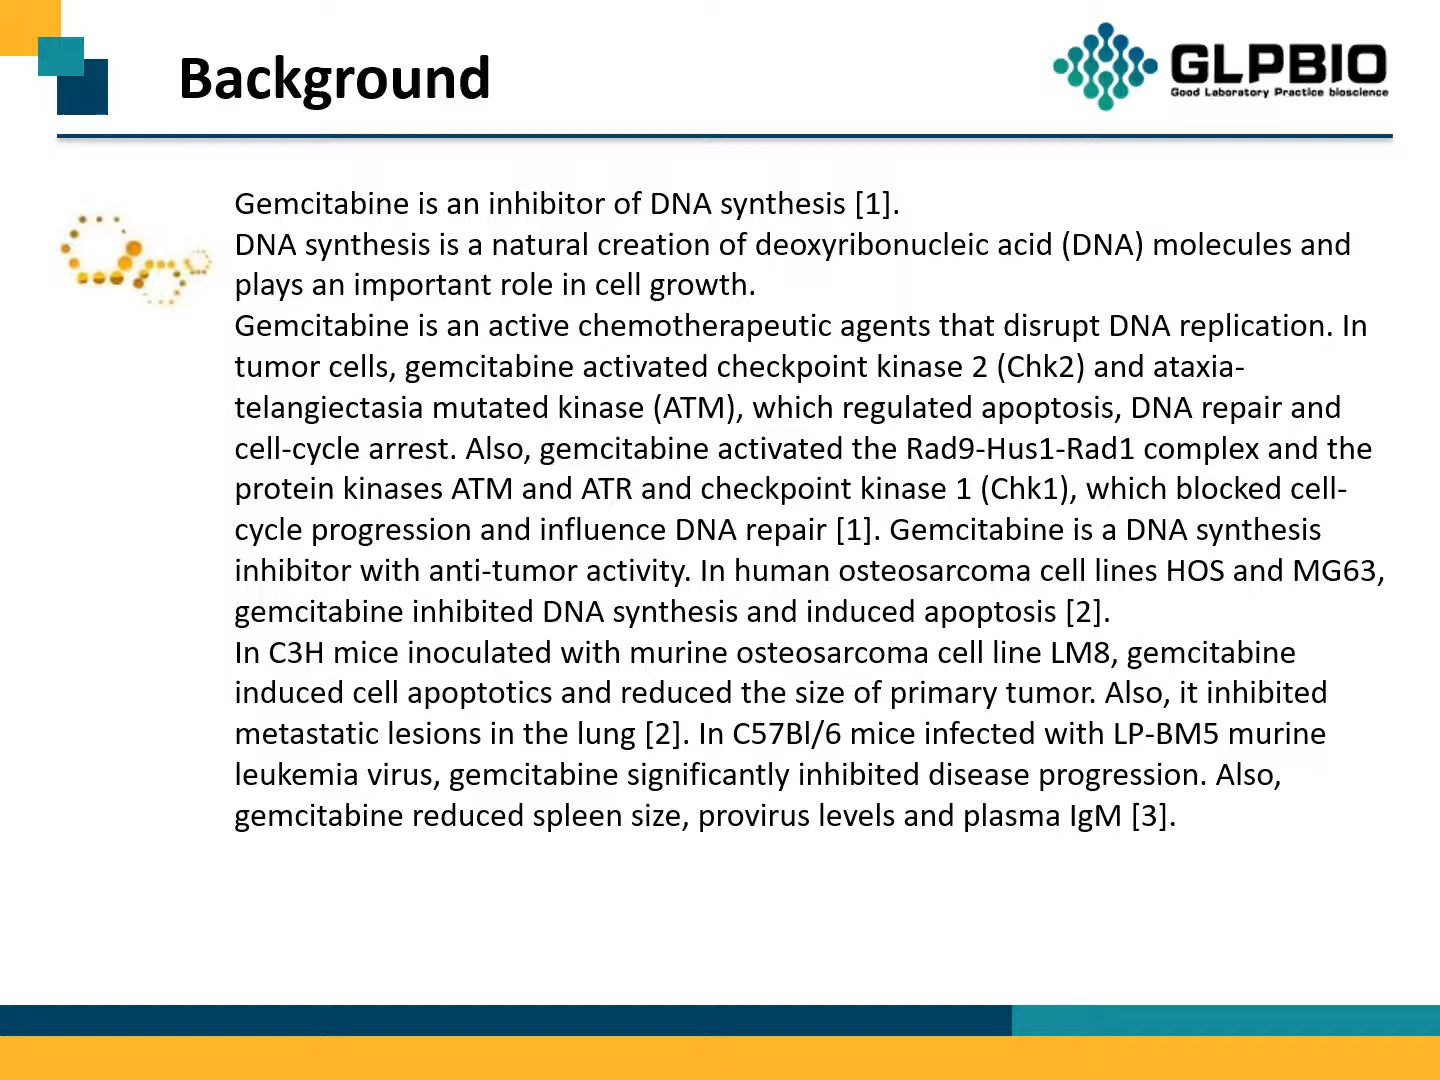 Background
GLPBIO
Good Laboratory Practice bioscience
Gemcitabine is an inhibitor of DNA synthesis [1].
DNA synthesis is a natural creation of deoxyribonucleic acid (DNA) molecules and
plays an important role in cell growth.
Gemcitabine is an active chemotherapeutic agents that disrupt DNA replication. In
tumor cells, gemcitabine activated checkpoint kinase 2 (Chk2) and ataxia-
telangiectasia mutated kinase (ATM), which regulated apoptosis, DNA repair and
cell-cycle arrest. Also, gemcitabine activated the Rad9-Hus1-Rad1 complex and the
protein kinases ATM and ATR and checkpoint kinase 1 (Chk1), which blocked cell-
cycle progression and influence DNA repair [1]. Gemcitabine is a DNA synthesis
inhibitor with anti-tumor activity. In human osteosarcoma cell lines HOS and MG63,
gemcitabine inhibited DNA synthesis and induced apoptosis [2].
In C3H mice inoculated with murine osteosarcoma cell line LM8, gemcitabine
induced cell apoptotics and reduced the size of primary tumor. Also, it inhibited
metastatic lesions in the lung [2]. In C57Bl/6 mice infected with LP-BM5 murine
leukemia virus, gemcitabine significantly inhibited disease progression. Also,
gemcitabine reduced spleen size, provirus levels and plasma IgM [3].